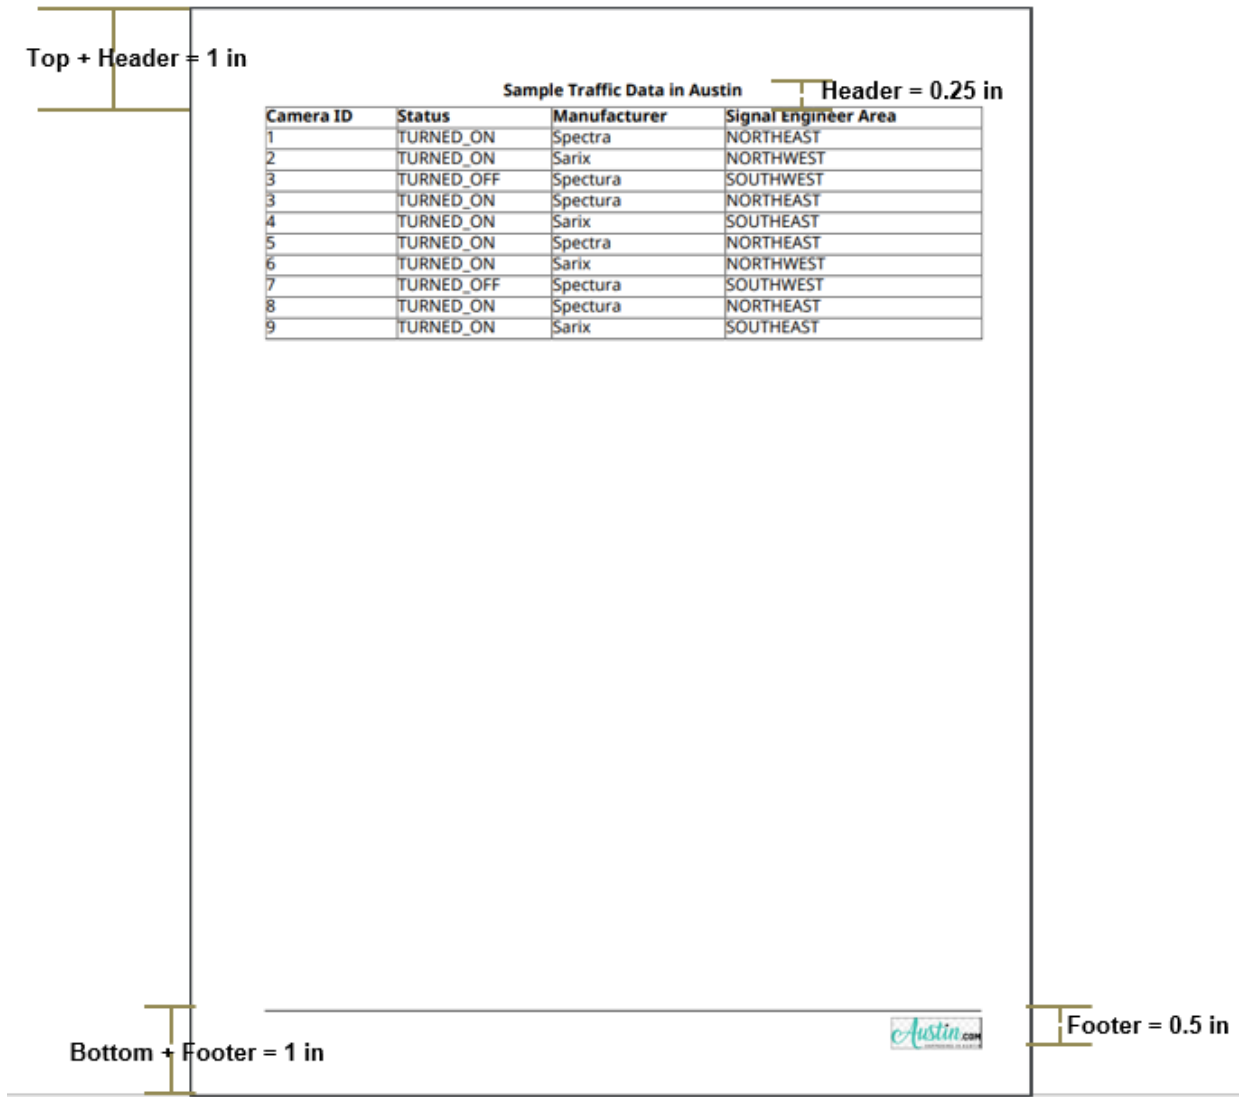 Top + Header = 1 in
Sample Traffic Data in Austin
Header = 0.25 in
Camera ID Status Manufacturer Signal Engineer Area
1 TURNED_ON Spectra NORTHEAST
2 TURNED_ON Sarix NORTHWEST
3 TURNED_OFF Spectura SOUTHWEST
3 TURNED_ON Spectura NORTHEAST
4 TURNED_ON Sarix SOUTHEAST
5 TURNED_ON Spectra NORTHEAST
6 TURNED_ON Sarix NORTHWEST
7 TURNED_OFF Spectura SOUTHWEST
8 TURNED_ON Spectura NORTHEAST
9 TURNED_ON Sarix SOUTHEAST
Austin.COM
Footer = 0.5 in
Bottom + Footer = 1 in